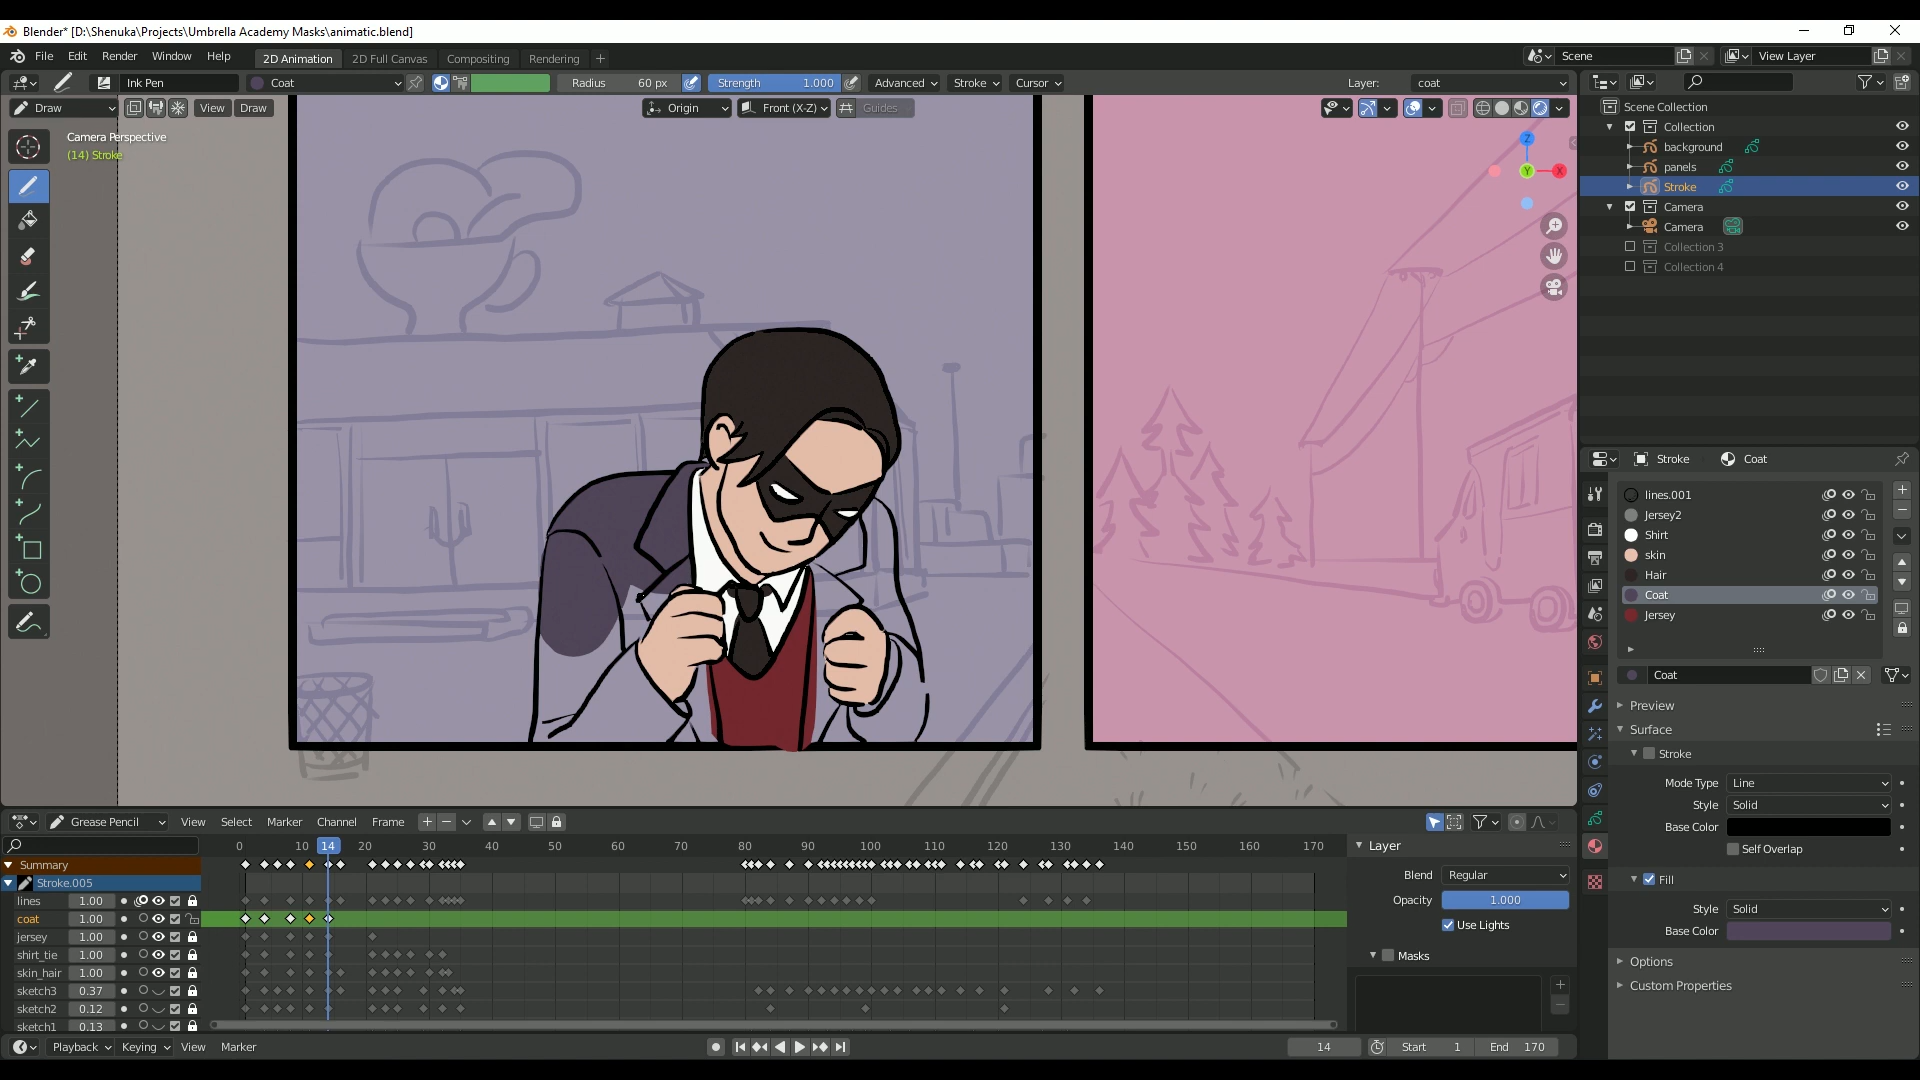 Blender* [D:\Shenuka\Projects\Umbrella Academy Masks\animatic.blend]
File Edit Render Window Help 2D Animation 2D Full Canvas Compositing Rendering + Scene View Layer
Ink Pen Coat Radius 60 px Strength 1.000 Advanced Stroke Cursor Layer: coat
Draw View Draw Origin Front (X-Z) Guides
Camera Perspective
(14) Stroke
Z
Y X
Scene Collection
Collection
background
panels
Stroke
Camera
Camera
Collection 3
Collection 4
Stroke Coat
lines.001
Jersey2
Shirt
skin
Hair
Coat
Jersey
Coat
Preview
Surface
Stroke
Mode Type Line
Style Solid
Base Color
Self Overlap
Fill
Style Solid
Base Color
Options
Custom Properties
Grease Pencil View Select Marker Channel Frame
0 10 14 20 30 40 50 60 70 80 90 100 110 120 130 140 150 160 170
Summary
Stroke.005
lines 1.00
coat 1.00
jersey 1.00
shirt_tie 1.00
skin_hair 1.00
sketch3 0.37
sketch2 0.12
sketch1 0.13
Layer
Blend Regular
Opacity 1.000
Use Lights
Masks
Playback Keying View Marker 14 Start 1 End 170